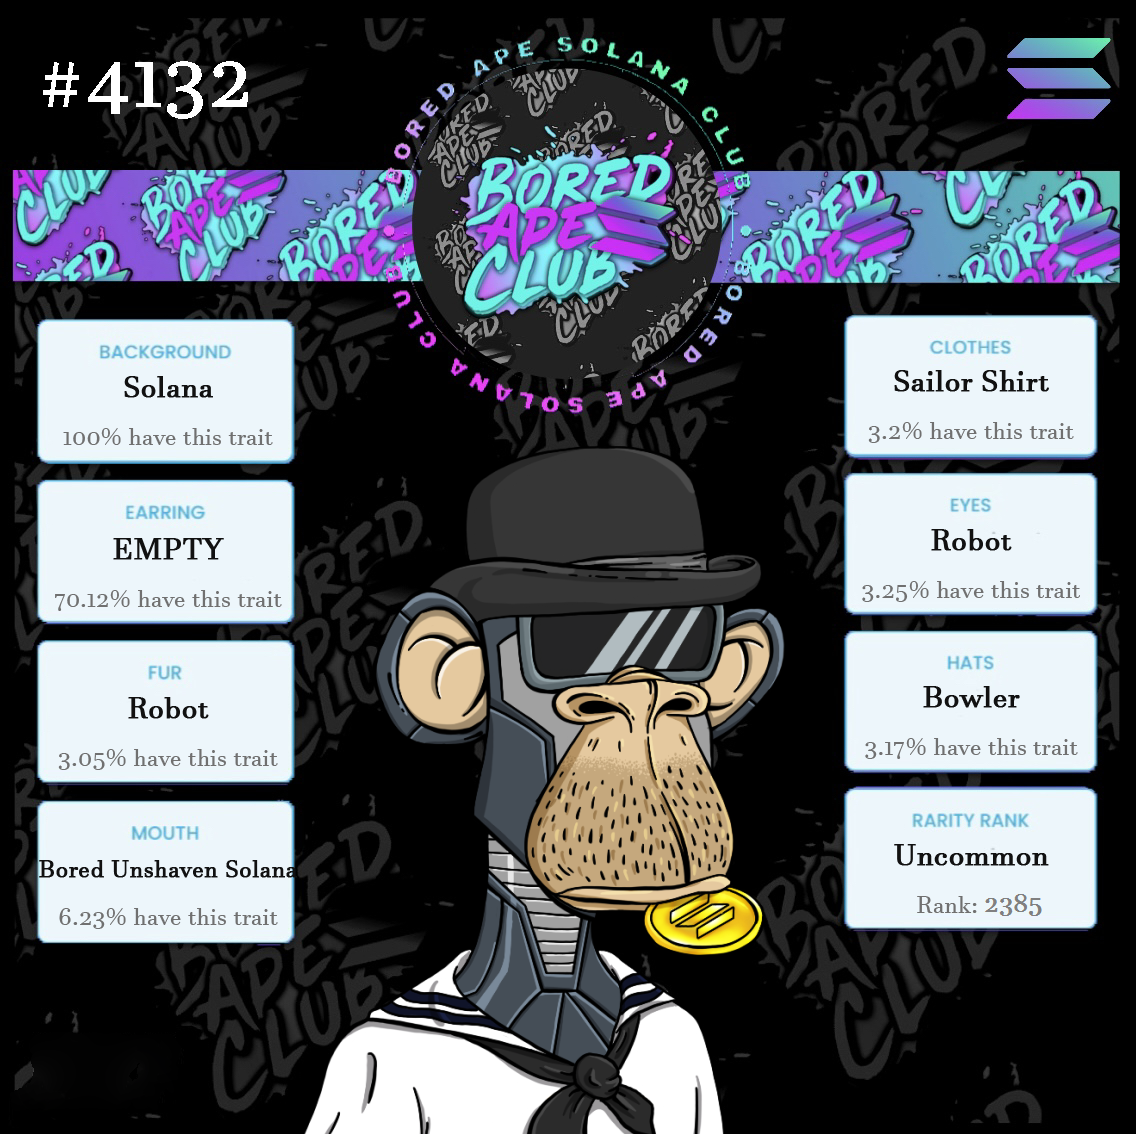 #4132
BORED APE SOLANA CLUB
BORED
APE
CLUB
BORED APE SOLANA CLUB
BACKGROUND
Solana
100% have this trait
EARRING
EMPTY
70.12% have this trait
FUR
Robot
3.05% have this trait
MOUTH
Bored Unshaven Solana
6.23% have this trait
CLOTHES
Sailor Shirt
3.2% have this trait
EYES
Robot
3.25% have this trait
HATS
Bowler
3.17% have this trait
RARITY RANK
Uncommon
Rank: 2385